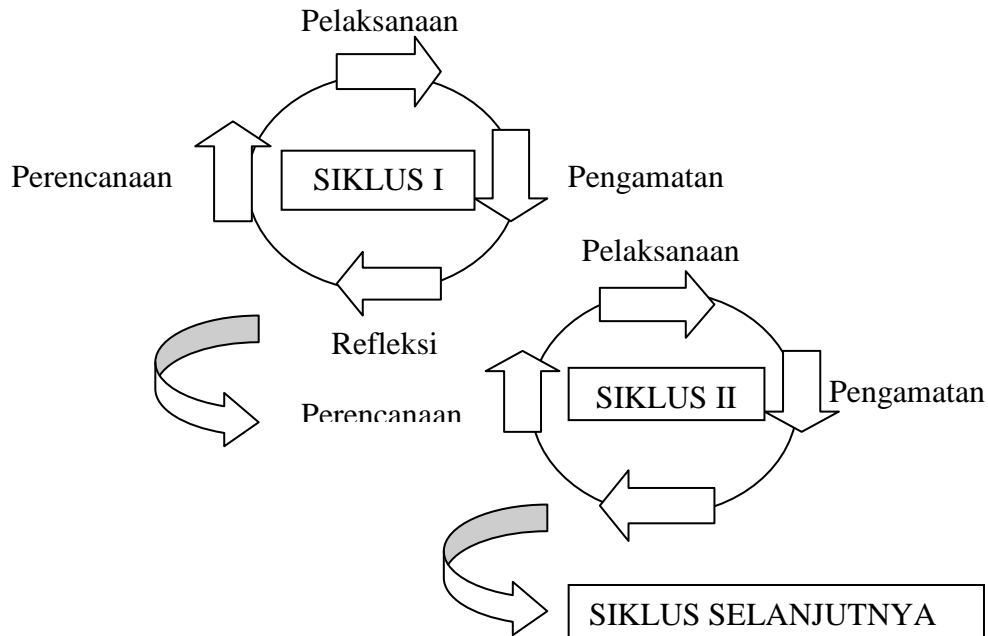 Pelaksanaan
SIKLUS I
Perencanaan
Pengamatan
Refleksi
Pelaksanaan
Perencanaan
SIKLUS II
Pengamatan
SIKLUS SELANJUTNYA